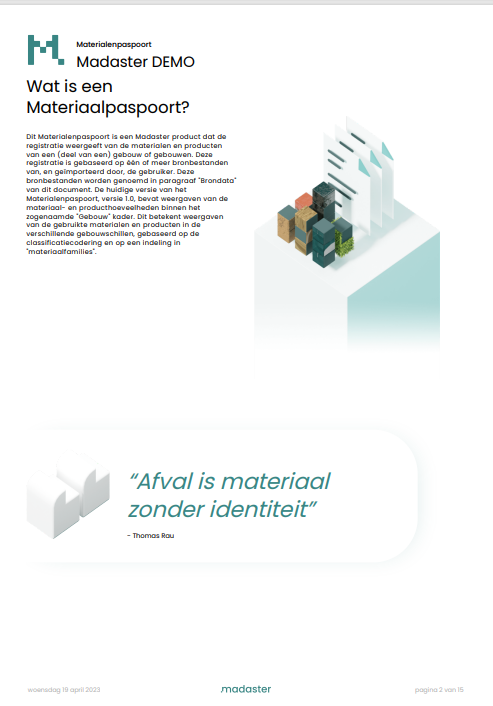 Materialenpaspoort
Madaster DEMO
Wat is een
Materiaalpaspoort?
Dit Materialenpaspoort is een Madaster product dat de
registratie weergeeft van de materialen en producten
van een (deel van een) gebouw of gebouwen. Deze
registratie is gebaseerd op één of meer bronbestanden
van, en geïmporteerd door, de gebruiker. Deze
bronbestanden worden genoemd in paragraaf "Brondata"
van dit document. De huidige versie van het
Materialenpaspoort, versie 1.0, bevat weergaven van de
materiaal- en producthoeveelheden binnen het
zogenaamde "Gebouw" kader. Dit betekent weergaven
van de gebruikte materialen en producten in de
verschillende gebouwschillen, gebaseerd op de
classificatiecodering en op een indeling in
"materiaalfamilies".
“Afval is materiaal
zonder identiteit”
- Thomas Rau
woensdag 19 april 2023
madaster
pagina 2 van 15